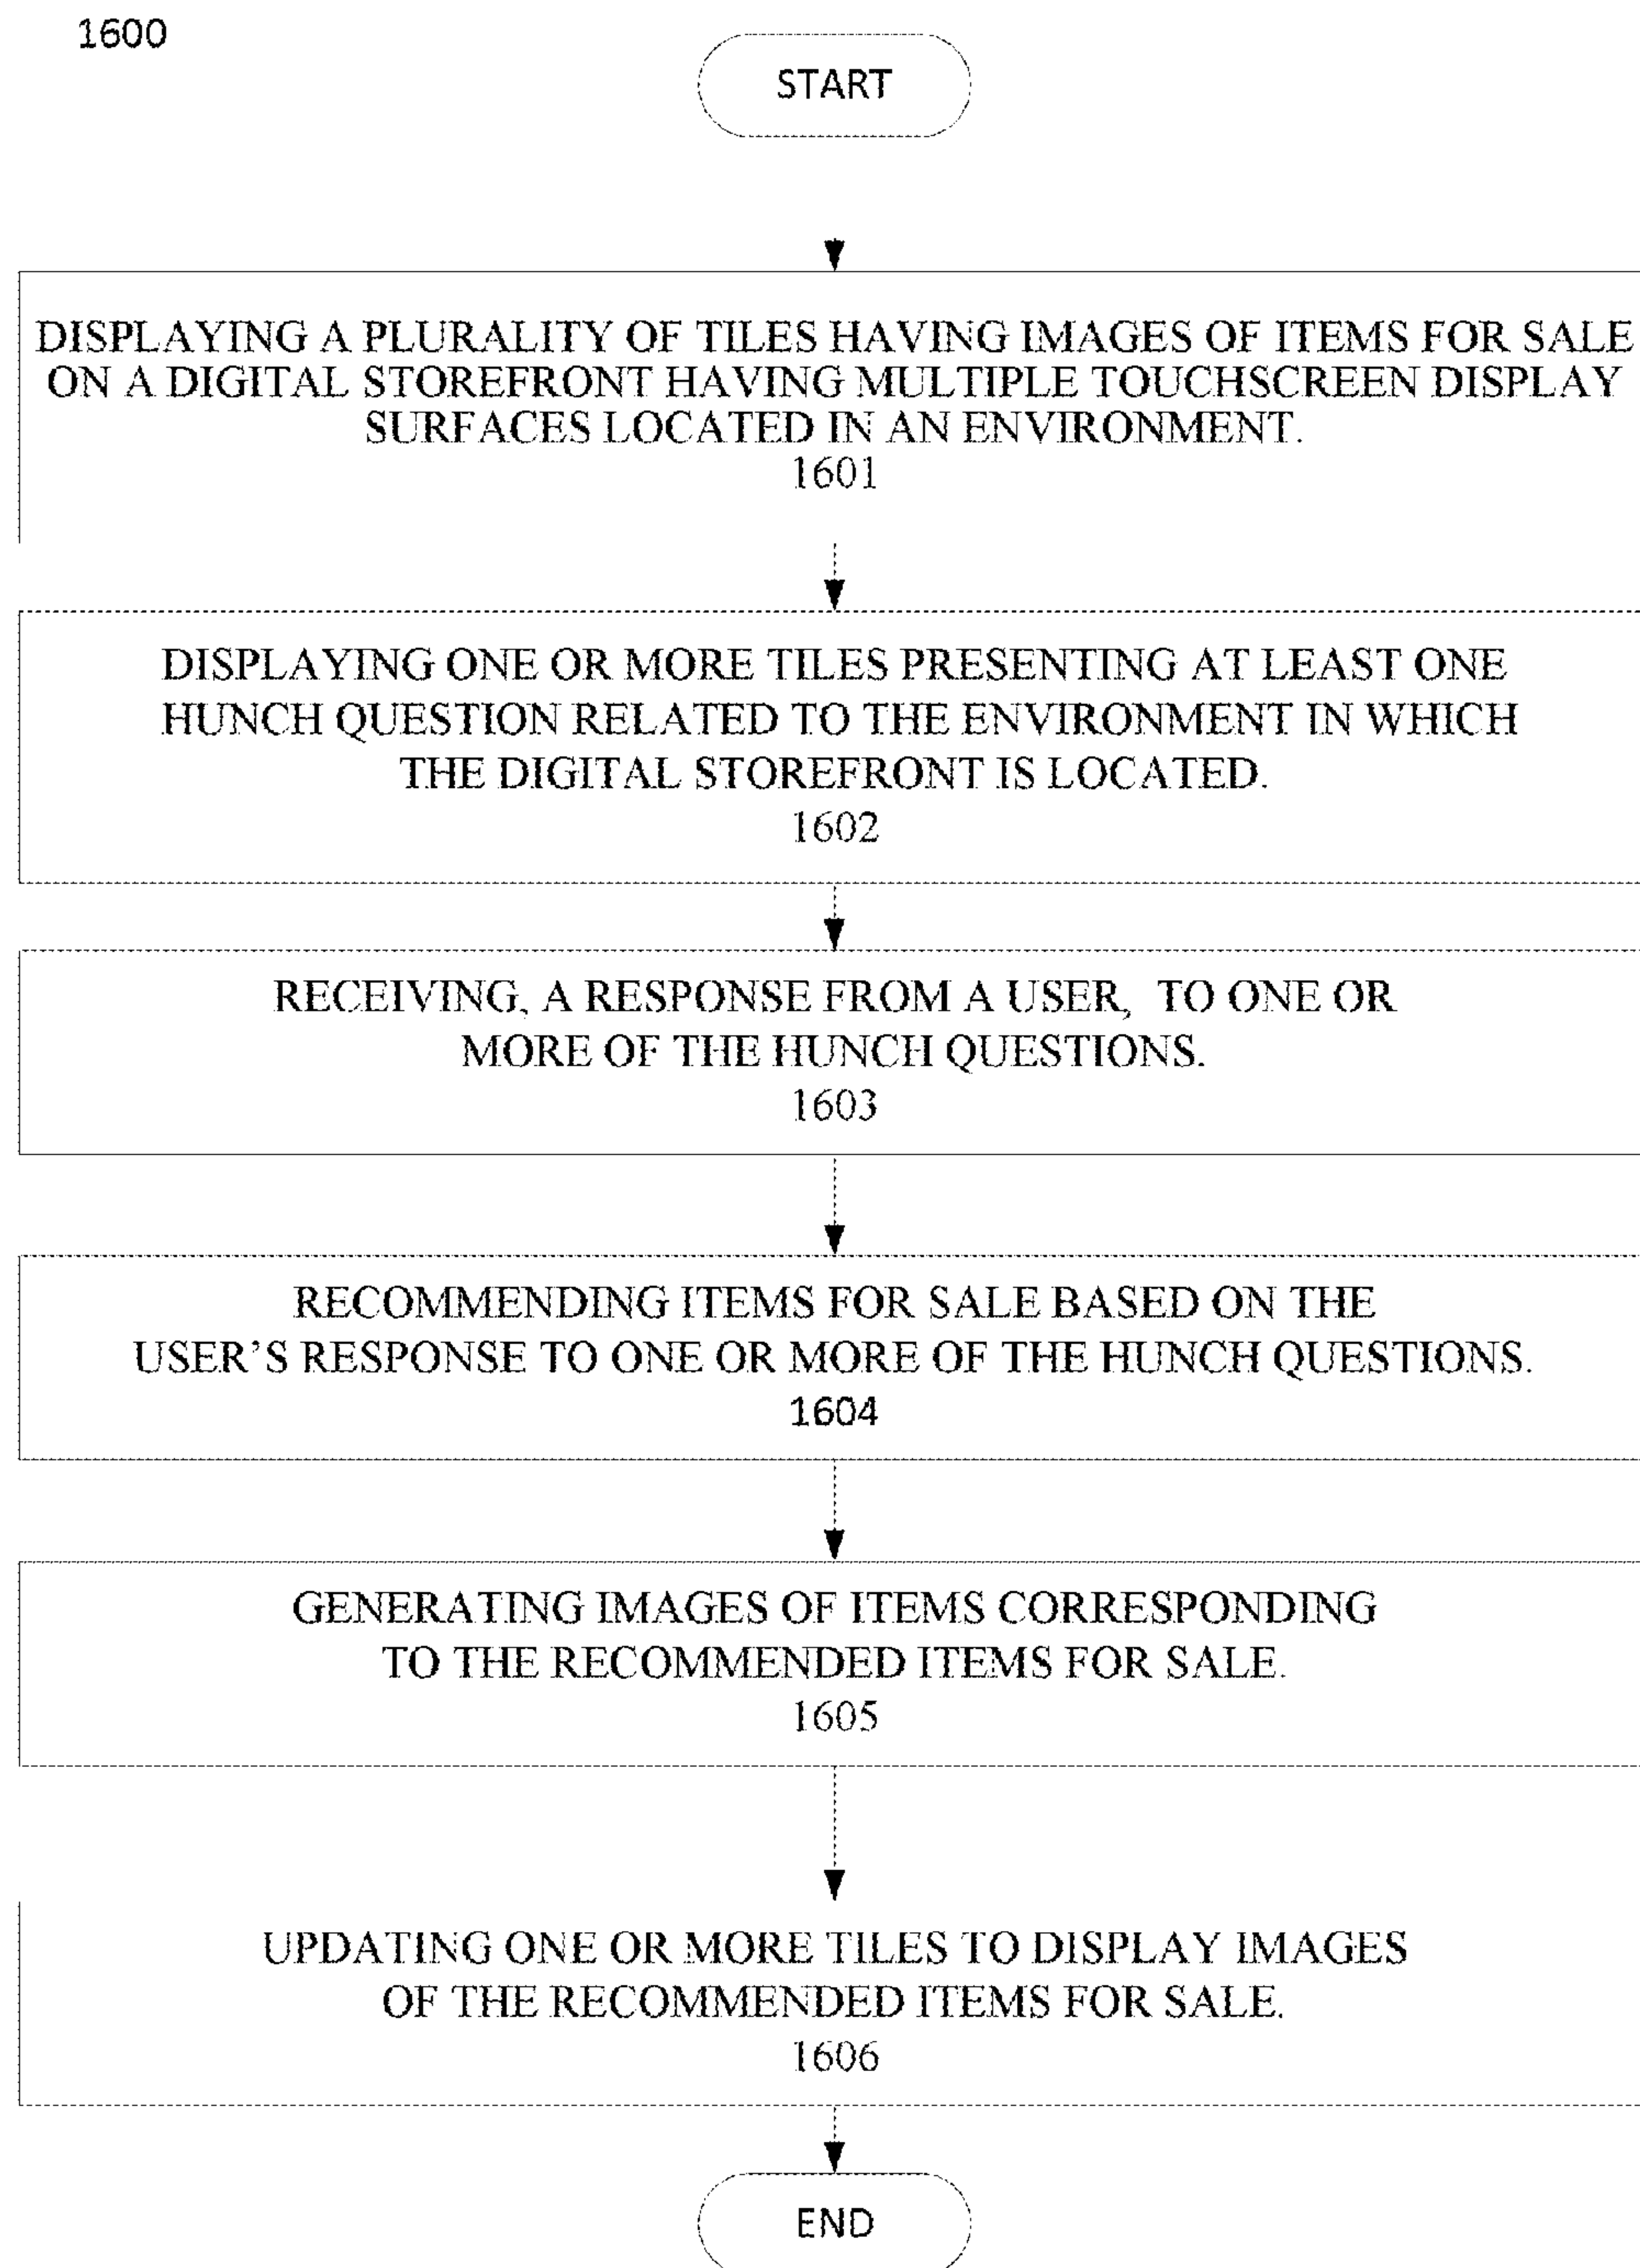 1600
START
DISPLAYING A PLURALITY OF TILES HAVING IMAGES OF ITEMS FOR SALE
ON A DIGITAL STOREFRONT HAVING MULTIPLE TOUCHSCREEN DISPLAY
SURFACES LOCATED IN AN ENVIRONMENT.
1601
DISPLAYING ONE OR MORE TILES PRESENTING AT LEAST ONE
HUNCH QUESTION RELATED TO THE ENVIRONMENT IN WHICH
THE DIGITAL STOREFRONT IS LOCATED.
1602
RECEIVING, A RESPONSE FROM A USER, TO ONE OR
MORE OF THE HUNCH QUESTIONS.
1603
RECOMMENDING ITEMS FOR SALE BASED ON THE
USER'S RESPONSE TO ONE OR MORE OF THE HUNCH QUESTIONS.
1604
GENERATING IMAGES OF ITEMS CORRESPONDING
TO THE RECOMMENDED ITEMS FOR SALE.
1605
UPDATING ONE OR MORE TILES TO DISPLAY IMAGES
OF THE RECOMMENDED ITEMS FOR SALE.
1606
END